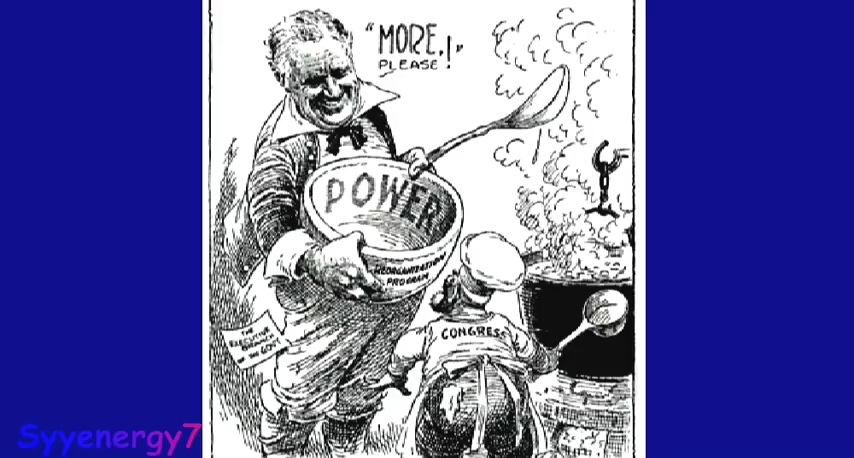 "MORE,!"
PLEASE
POWER
REORGANIZATION
PROGRAM
CONGRESS
THE
EXECUTIVE
BRANCH
OF THE GOV'T
Syyenergy7